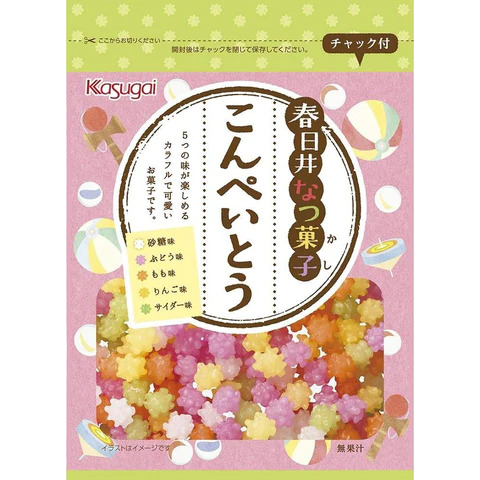 ここからお切りください
開封後はチャックを閉じて保存してください。
チャック付
Kasugai
春日井なつ菓子
かし
こんぺいとう
5つの味が楽しめる
カラフルで可愛い
お菓子です。
砂糖味
ぶどう味
もも味
りんご味
サイダー味
イラストはイメージです
無果汁